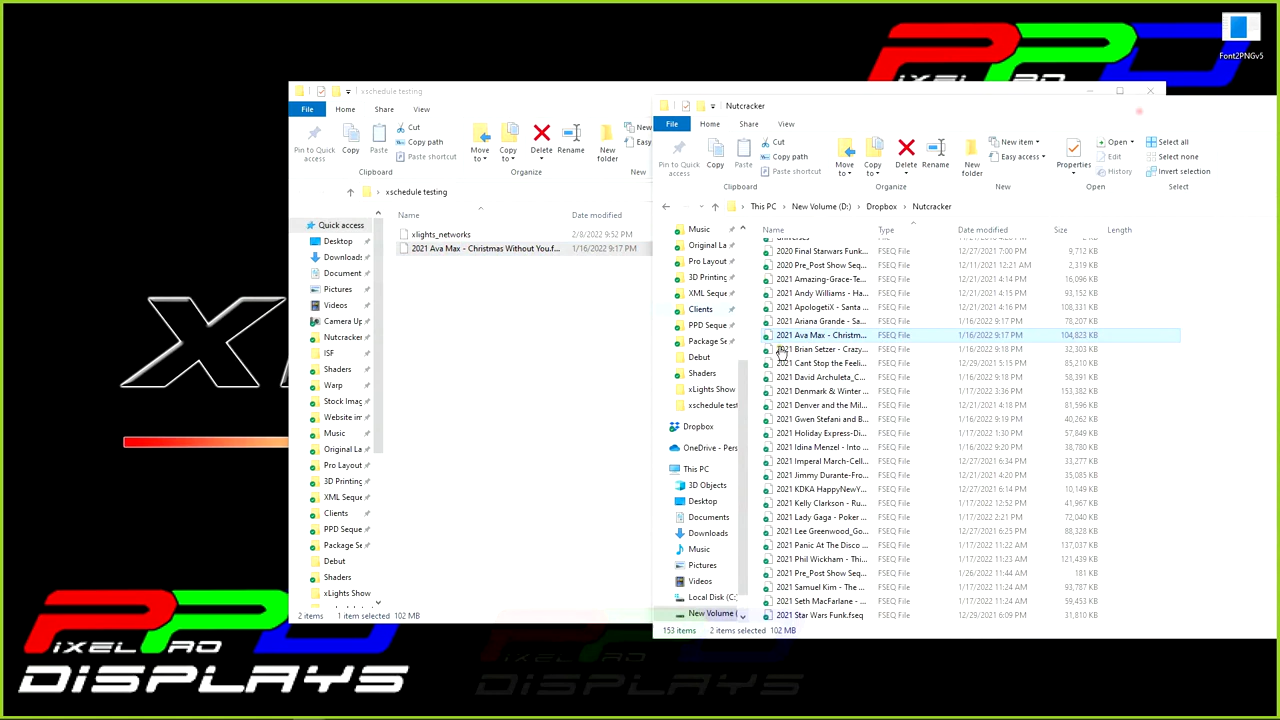 PPD
IXEL RO
Font2PNGv5
xschedule testing
File Home Share View
Pin to Quick access
Copy
Paste
Cut
Copy path
Paste shortcut
Clipboard
Move to
Copy to
Delete
Rename
Organize
New folder
New
Easy
New
xschedule testing
Name Date modified
xlights_networks 2/8/2022 9:52 PM
2021 Ava Max - Christmas Without You.f... 1/16/2022 9:17 PM
Quick access
Desktop
Download:
Document
Pictures
Videos
Camera Up
Nutcracker
ISF
Shaders
Warp
Stock Imag
Website im
Music
Original La
Pro Layout
3D Printing
XML Seque
Clients
PPD Seque
Package Se
Debut
Shaders
xLights Show
2 items 1 item selected 102 MB
Nutcracker
File Home Share View
Pin to Quick access
Copy
Paste
Cut
Copy path
Paste shortcut
Clipboard
Move to
Copy to
Delete
Rename
Organize
New folder
New item
Easy access
New
Properties
Open
Edit
History
Open
Select all
Select none
Invert selection
Select
This PC New Volume (D:) Dropbox Nutcracker
Music
Original La
Pro Layout
3D Printing
XML Seque
Clients
PPD Seque
Package Se
Debut
Shaders
xLights Show
xschedule test
Dropbox
OneDrive - Pers
This PC
3D Objects
Desktop
Documents
Downloads
Music
Pictures
Videos
Local Disk (C:
New Volume (
Name Type Date modified Size Length
2020 Final Starwars Funk... FSEQ File 12/27/2021 7:00 PM 9,712 KB
2020 Pre_Post Show Seq... FSEQ File 12/11/2021 12:21 AM 2,319 KB
2021 Amazing-Grace-Te... FSEQ File 12/21/2021 4:14 PM 16,096 KB
2021 Andy Williams - Ha... FSEQ File 12/21/2021 4:15 PM 93,152 KB
2021 ApologetiX - Santa ... FSEQ File 12/21/2021 4:16 PM 108,331 KB
2021 Ariana Grande - Sa... FSEQ File 1/16/2022 9:17 PM 78,207 KB
2021 Ava Max - Christm... FSEQ File 1/16/2022 9:17 PM 104,823 KB
2021 Brian Setzer - Crazy... FSEQ File 1/16/2022 9:18 PM 32,303 KB
2021 Cant Stop the Feeli... FSEQ File 12/29/2021 5:15 PM 85,210 KB
2021 David Archuleta_C... FSEQ File 1/16/2022 9:18 PM 58,391 KB
2021 Denmark & Winter ... FSEQ File 1/17/2022 3:36 PM 153,382 KB
2021 Denver and the Mil... FSEQ File 12/21/2021 4:18 PM 81,596 KB
2021 Gwen Stefani and B... FSEQ File 1/16/2022 9:19 PM 40,262 KB
2021 Holiday Express-Di... FSEQ File 1/17/2022 1:30 PM 57,849 KB
2021 Idina Menzel - Into ... FSEQ File 1/16/2022 9:20 PM 38,780 KB
2021 Imperal March-Cell... FSEQ File 12/27/2021 6:34 PM 33,277 KB
2021 Jimmy Durante-Fro... FSEQ File 12/21/2021 4:20 PM 35,085 KB
2021 KDKA HappyNewY... FSEQ File 12/27/2021 6:14 PM 10,149 KB
2021 Kelly Clarkson - Ru... FSEQ File 1/17/2022 12:52 PM 41,967 KB
2021 Lady Gaga - Poker ... FSEQ File 1/17/2022 2:21 PM 72,040 KB
2021 Lee Greenwood_Go... FSEQ File 12/27/2021 6:25 PM 88,328 KB
2021 Panic At The Disco ... FSEQ File 1/17/2022 11:22 AM 137,037 KB
2021 Phil Wickham - Thi... FSEQ File 1/17/2022 11:23 AM 121,439 KB
2021 Pre_Post Show Seq... FSEQ File 1/26/2022 11:44 AM 181 KB
2021 Samuel Kim - The ... FSEQ File 1/17/2022 11:24 AM 93,787 KB
2021 Seth MacFarlane - ... FSEQ File 1/17/2022 11:24 AM 59,453 KB
2021 Star Wars Funk.fseq FSEQ File 12/29/2021 6:09 PM 31,810 KB
153 items 2 items selected 102 MB
X
PPD
IXEL RO
DISPLAYS